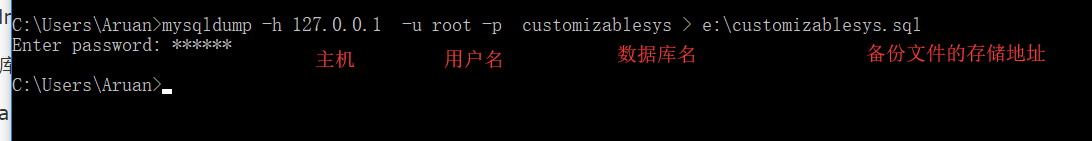 C:\Users\Aruan>mysqldump -h 127.0.0.1  -u root -p  customizablesys > e:\customizablesys.sql
Enter password: ******
主机 用户名 数据库名 备份文件的存储地址
库
C:\Users\Aruan>
a